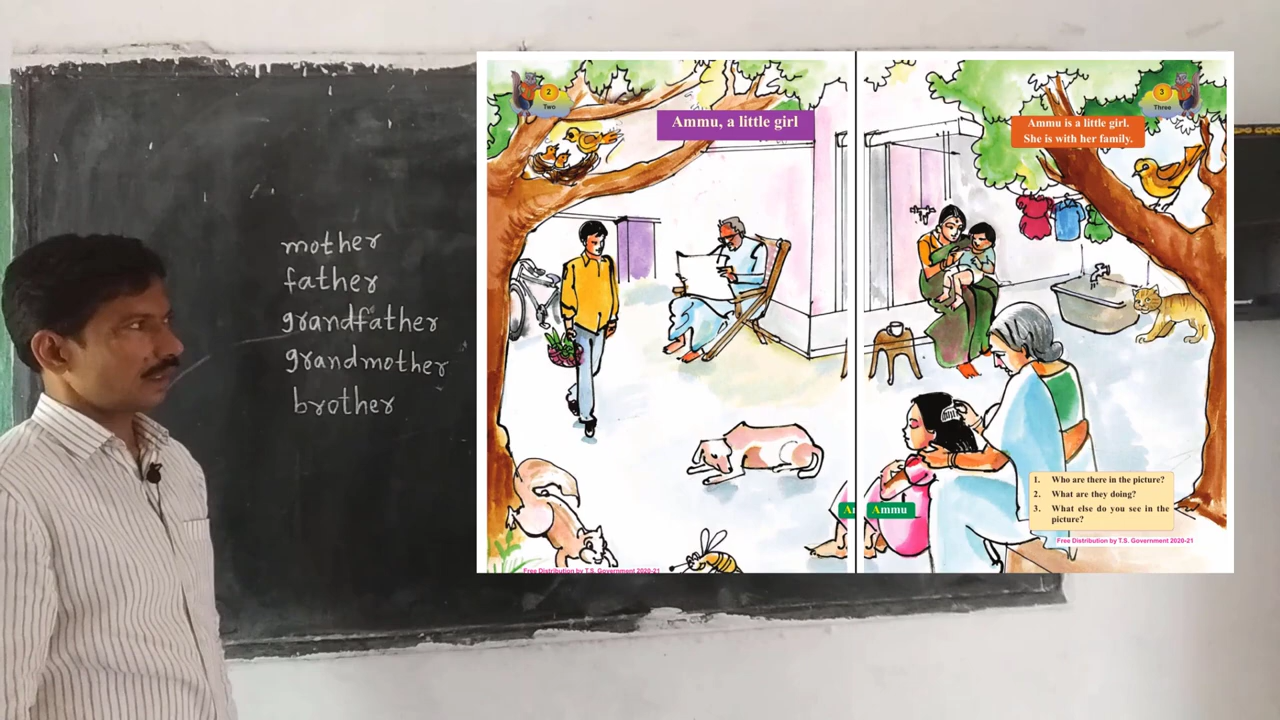 mother
father
grandfather
grandmother
brother
2
Two
Ammu, a little girl
Free Distribution by T.S. Government 2020-21
3
Three
Ammu is a little girl.
She is with her family.
Ammu
1. Who are there in the picture?
2. What are they doing?
3. What else do you see in the
picture?
Free Distribution by T.S. Government 2020-21